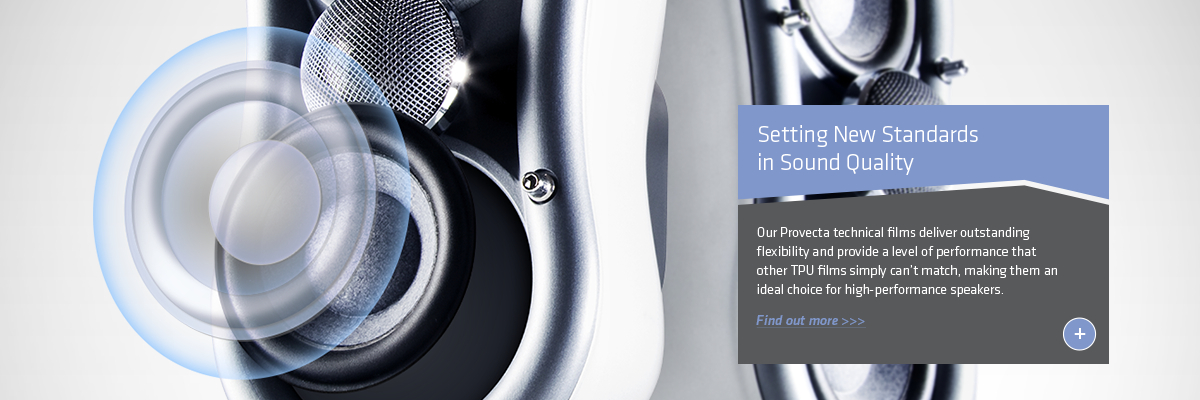 Setting New Standards
in Sound Quality
Our Provecta technical films deliver outstanding
flexibility and provide a level of performance that
other TPU films simply can't match, making them an
ideal choice for high-performance speakers.
Find out more >>>
+